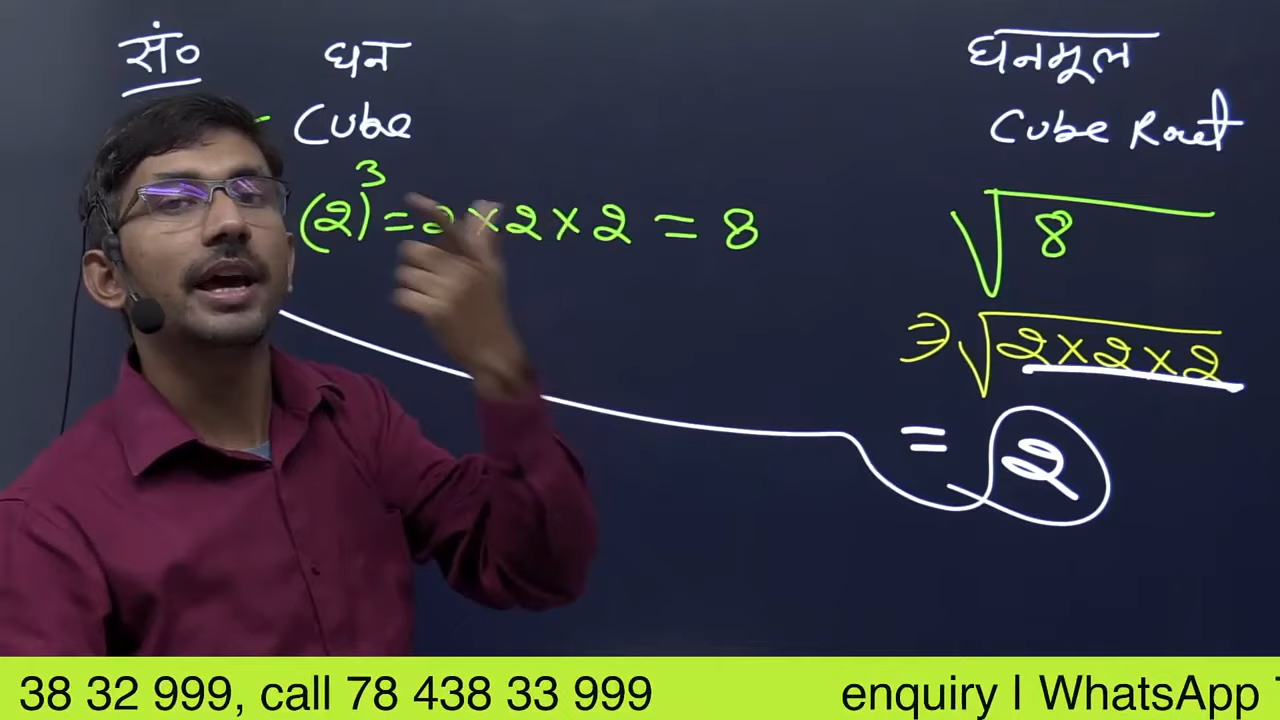 सं० घन घनमूल
Cube Cube Root
(2)³ = 2 × 2 × 2 = 8 √8
⇒ √2×2×2
= 2
38 32 999, call 78 438 33 999 enquiry | WhatsApp